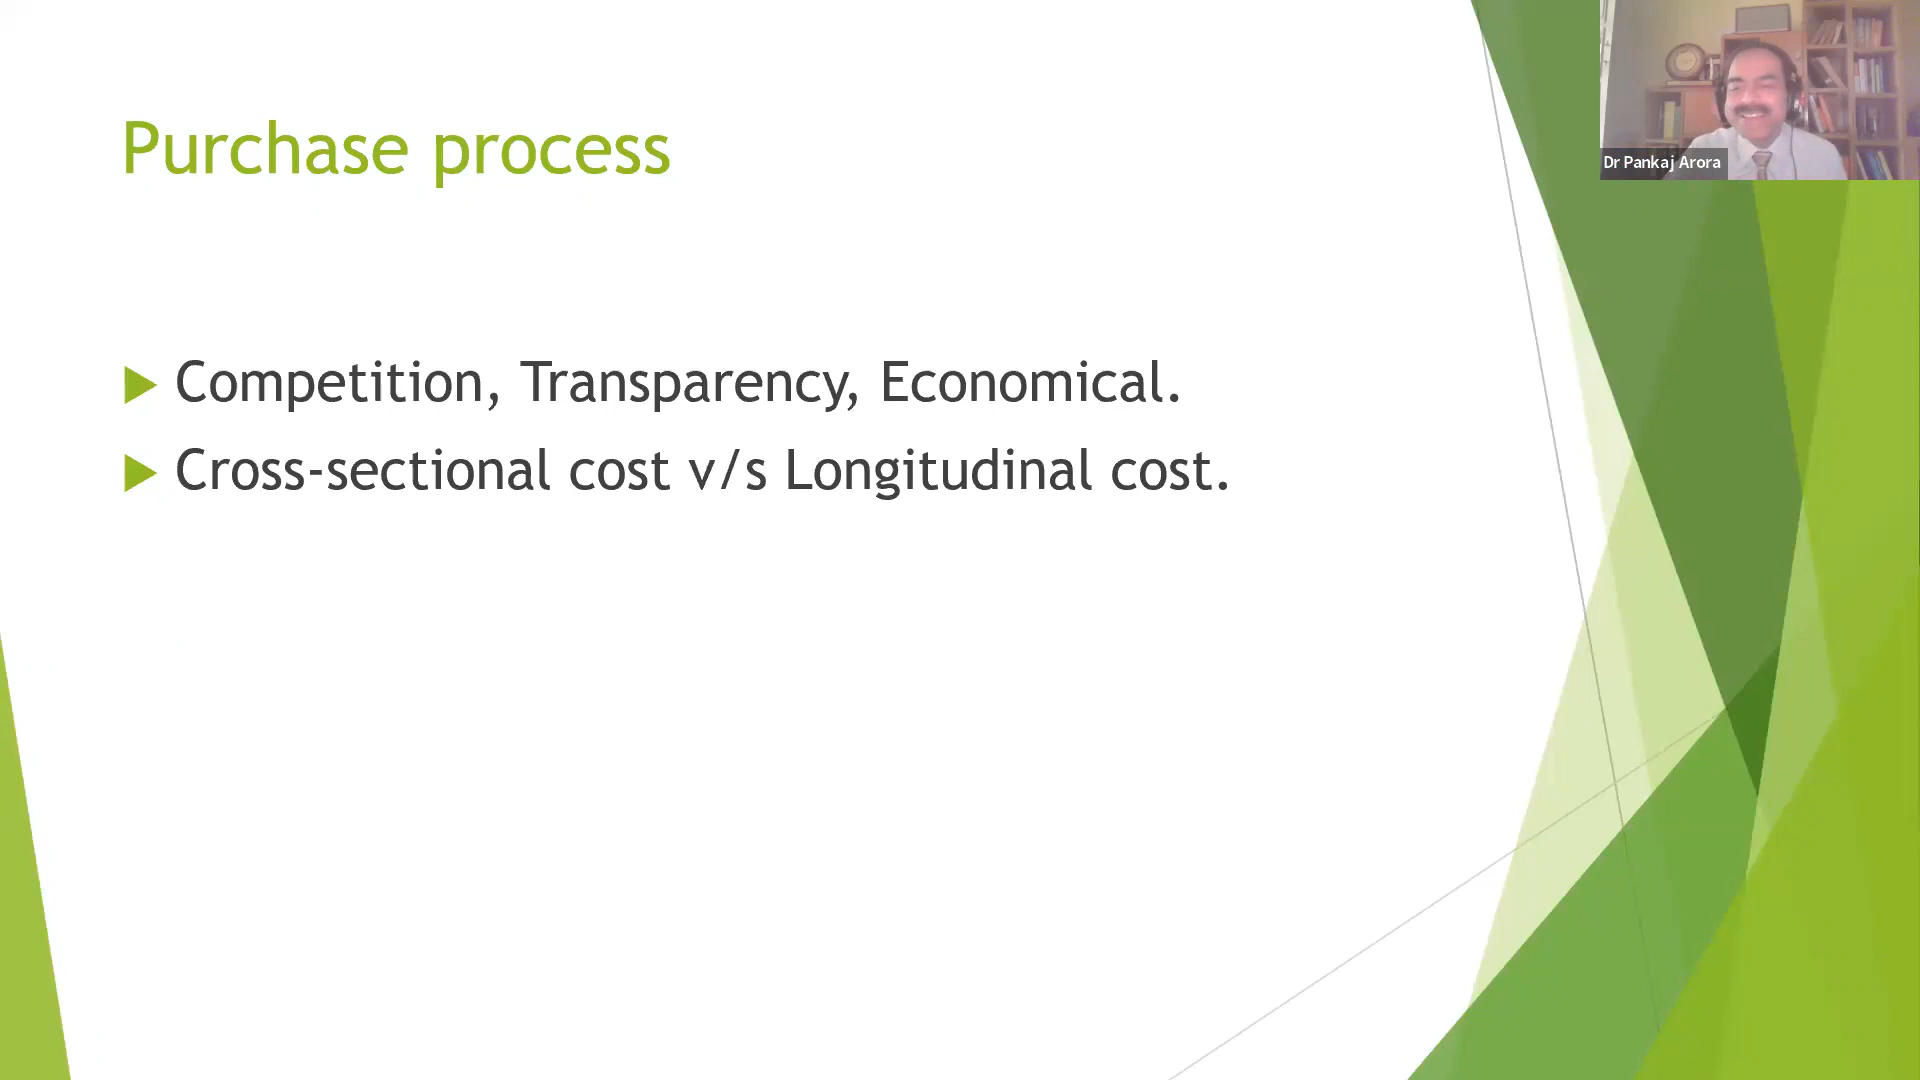 Purchase process
Competition, Transparency, Economical.
Cross-sectional cost v/s Longitudinal cost.
Dr Pankaj Arora